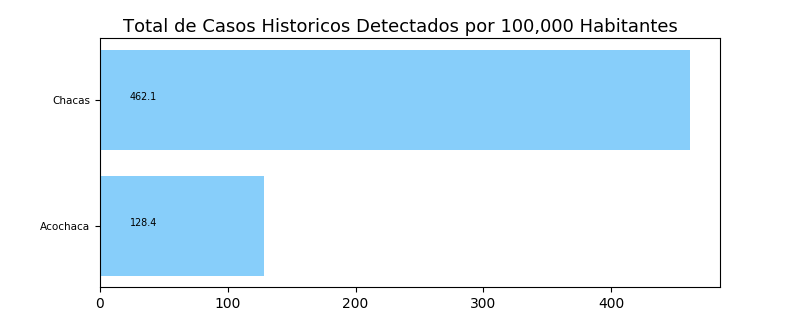 Total de Casos Historicos Detectados por 100,000 Habitantes
Chacas
462.1
Acochaca
128.4
0 100 200 300 400